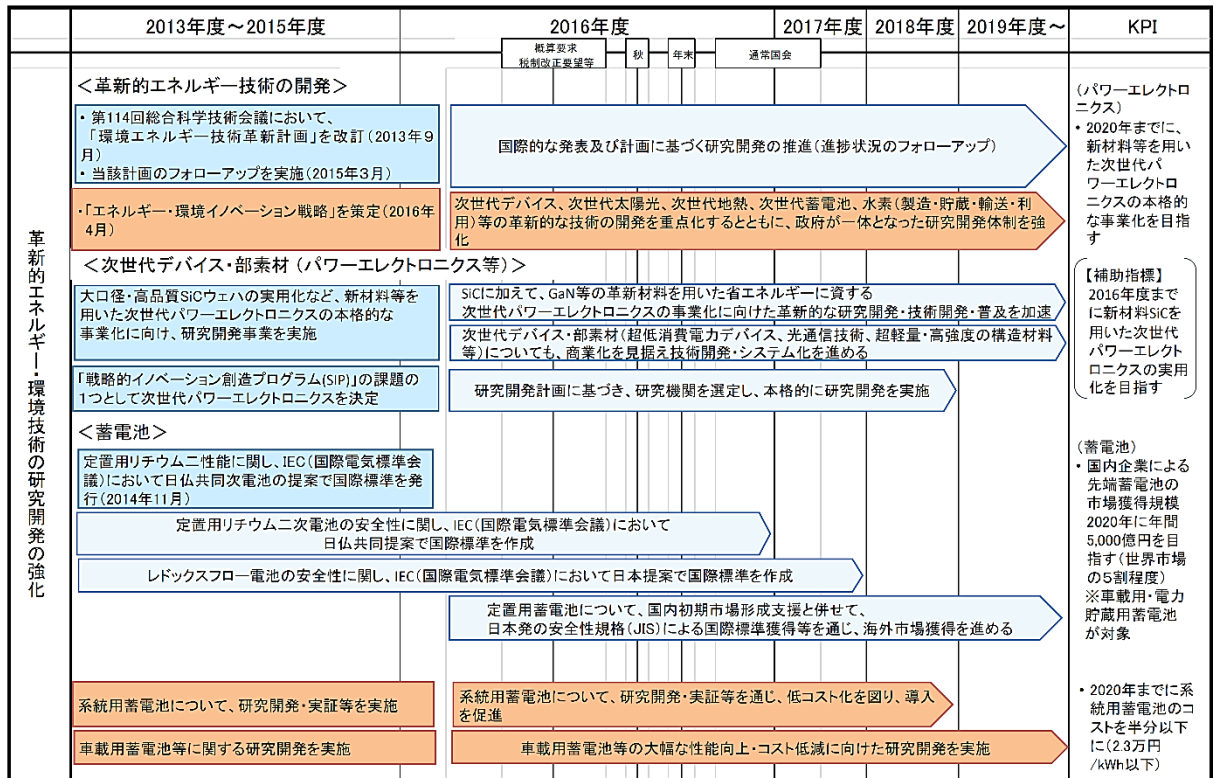 2013年度～2015年度
2016年度
2017年度
2018年度
2019年度～
KPI
概算要求
税制改正要望等
秋
年末
通常国会
革新的エネルギー・環境技術の研究開発の強化
＜革新的エネルギー技術の開発＞
・第114回総合科学技術会議において、
「環境エネルギー技術革新計画」を改訂（2013年９
月）
・当該計画のフォローアップを実施（2015年３月）
国際的な発表及び計画に基づく研究開発の推進（進捗状況のフォローアップ）
・「エネルギー・環境イノベーション戦略」を策定（2016年
4月）
次世代デバイス、次世代太陽光、次世代地熱、次世代蓄電池、水素（製造・貯蔵・輸送・利
用）等の革新的な技術の開発を重点化するとともに、政府が一体となった研究開発体制を強
化
（パワーエレクトロ
ニクス）
・2020年までに、
新材料等を用い
た次世代パ
ワーエレクトロ
ニクスの本格的
な事業化を目指
す
＜次世代デバイス・部素材（パワーエレクトロニクス等）＞
大口径・高品質SiCウェハの実用化など、新材料等を
用いた次世代パワーエレクトロニクスの本格的な
事業化に向け、研究開発事業を実施
SiCに加えて、GaN等の革新材料を用いた省エネルギーに資する
次世代パワーエレクトロニクスの事業化に向けた革新的な研究開発・技術開発・普及を加速
次世代デバイス・部素材（超低消費電力デバイス、光通信技術、超軽量・高強度の構造材料
等）についても、商業化を見据え技術開発・システム化を進める
「戦略的イノベーション創造プログラム(SIP)」の課題の
１つとして次世代パワーエレクトロニクスを決定
研究開発計画に基づき、研究機関を選定し、本格的に研究開発を実施
【補助指標】
2016年度まで
に新材料SiCを
用いた次世代
パワーエレクト
ロニクスの実用
化を目指す
＜蓄電池＞
定置用リチウム二性能に関し、IEC（国際電気標準会
議）において日仏共同次電池の提案で国際標準を発
行（2014年11月）
定置用リチウム二次電池の安全性に関し、IEC（国際電気標準会議）において
日仏共同提案で国際標準を作成
レドックスフロー電池の安全性に関し、IEC（国際電気標準会議）において日本提案で国際標準を作成
定置用蓄電池について、国内初期市場形成支援と併せて、
日本発の安全性規格（JIS）による国際標準獲得等を通じ、海外市場獲得を進める
系統用蓄電池について、研究開発・実証等を実施
系統用蓄電池について、研究開発・実証等を通じ、低コスト化を図り、導入
を促進
車載用蓄電池等に関する研究開発を実施
車載用蓄電池等の大幅な性能向上・コスト低減に向けた研究開発を実施
（蓄電池）
・国内企業による
先端蓄電池の
市場獲得規模
2020年に年間
5,000億円を目
指す（世界市場
の５割程度）
※車載用・電力
貯蔵用蓄電池
が対象
・2020年までに系
統用蓄電池のコ
ストを半分以下
に（2.3万円
/kWh以下）